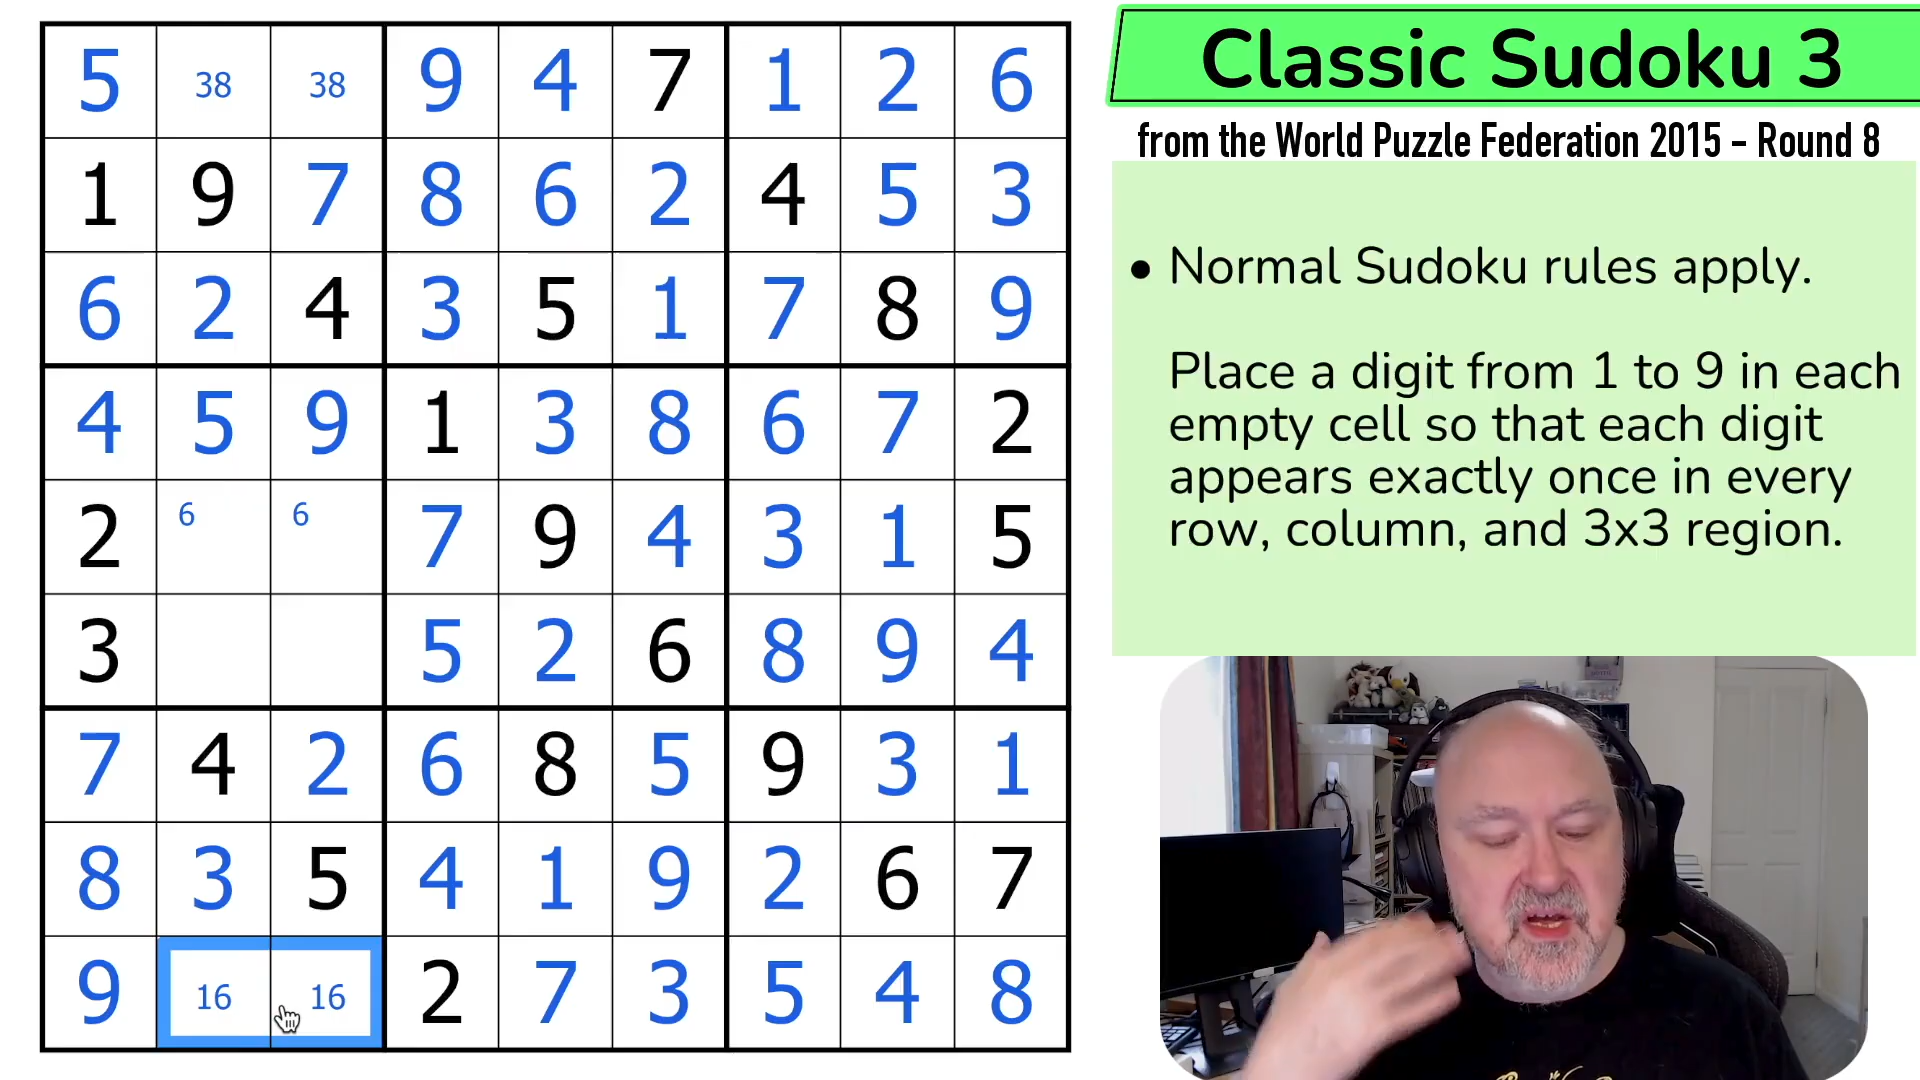 Classic Sudoku 3
from the World Puzzle Federation 2015 - Round 8
• Normal Sudoku rules apply.
Place a digit from 1 to 9 in each
empty cell so that each digit
appears exactly once in every
row, column, and 3x3 region.
5 38 38 9 4 7 1 2 6
1 9 7 8 6 2 4 5 3
6 2 4 3 5 1 7 8 9
4 5 9 1 3 8 6 7 2
2 6 6 7 9 4 3 1 5
3 5 2 6 8 9 4
7 4 2 6 8 5 9 3 1
8 3 5 4 1 9 2 6 7
9 16 16 2 7 3 5 4 8